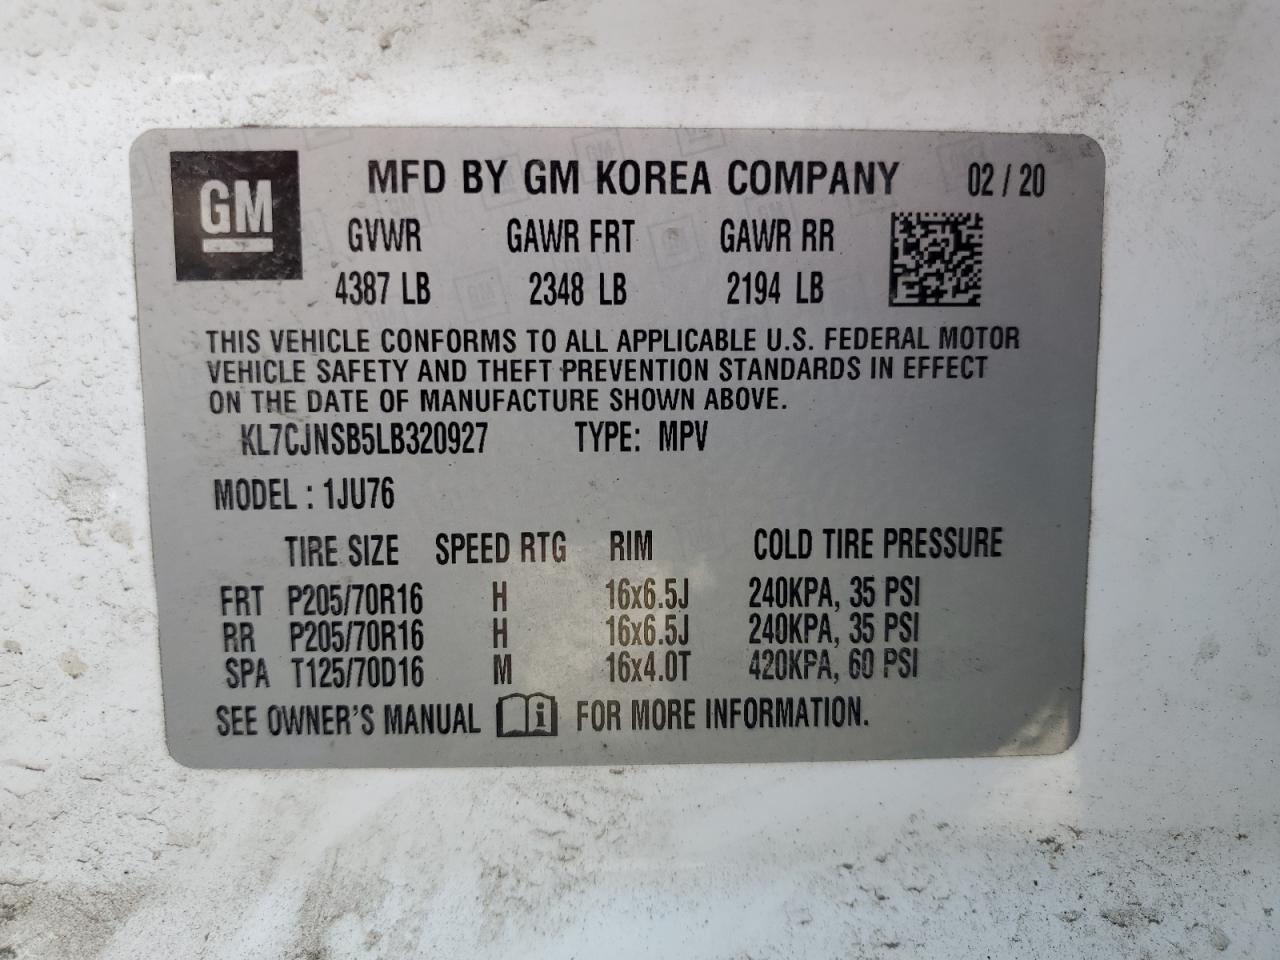 GM
MFD BY GM KOREA COMPANY 02 / 20
GVWR GAWR FRT GAWR RR
4387 LB 2348 LB 2194 LB
THIS VEHICLE CONFORMS TO ALL APPLICABLE U.S. FEDERAL MOTOR
VEHICLE SAFETY AND THEFT PREVENTION STANDARDS IN EFFECT
ON THE DATE OF MANUFACTURE SHOWN ABOVE.
KL7CJNSB5LB320927 TYPE: MPV
MODEL : 1JU76
TIRE SIZE SPEED RTG RIM COLD TIRE PRESSURE
FRT P205/70R16 H 16x6.5J 240KPA, 35 PSI
RR P205/70R16 H 16x6.5J 240KPA, 35 PSI
SPA T125/70D16 M 16x4.0T 420KPA, 60 PSI
SEE OWNER'S MANUAL i FOR MORE INFORMATION.